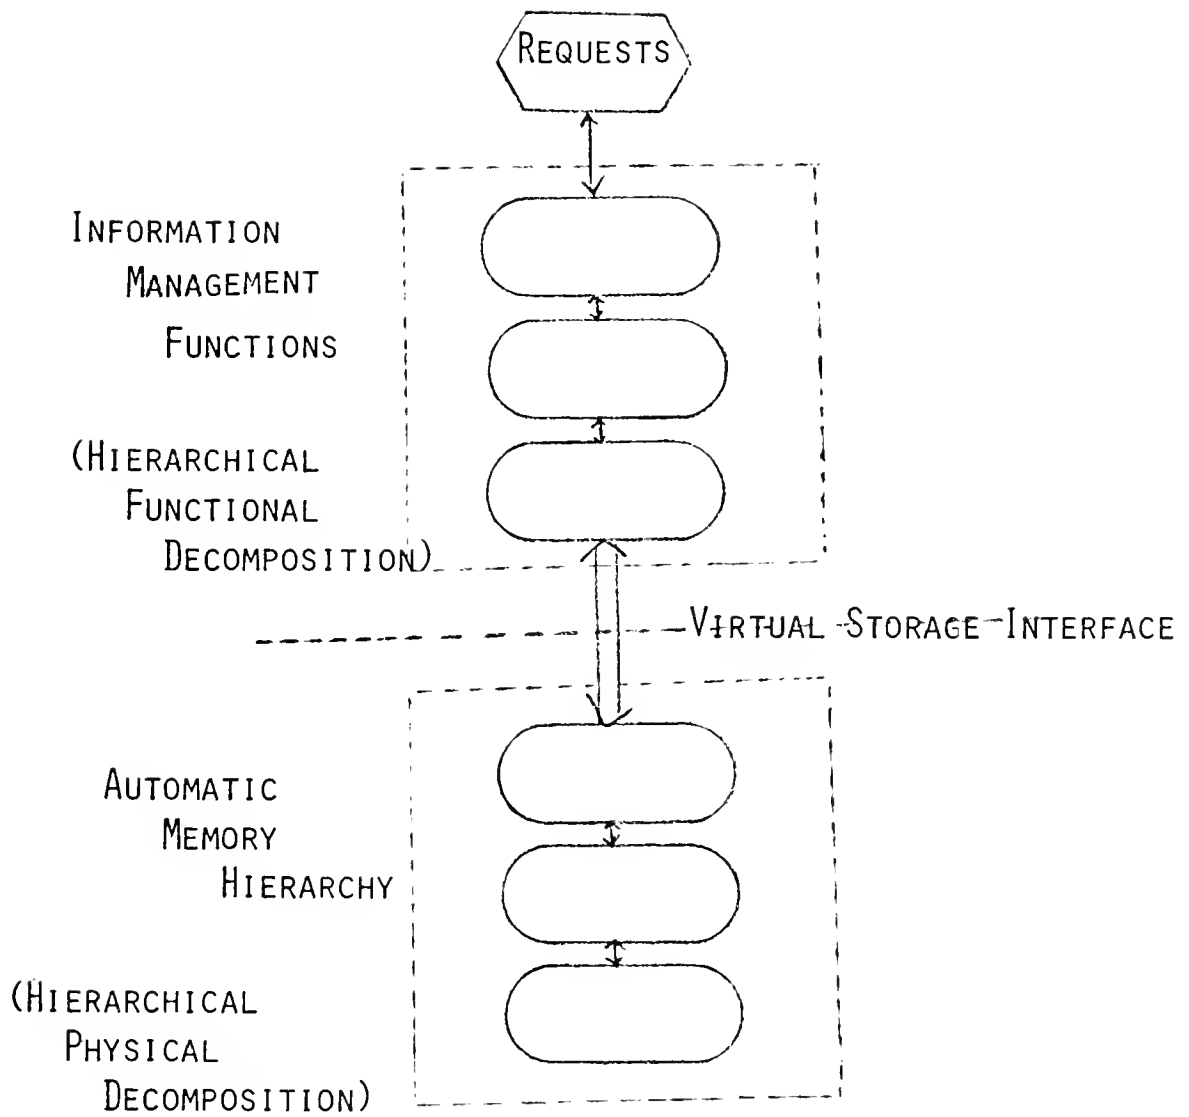 REQUESTS
INFORMATION
MANAGEMENT
FUNCTIONS
(HIERARCHICAL
FUNCTIONAL
DECOMPOSITION)
VIRTUAL STORAGE INTERFACE
AUTOMATIC
MEMORY
HIERARCHY
(HIERARCHICAL
PHYSICAL
DECOMPOSITION)